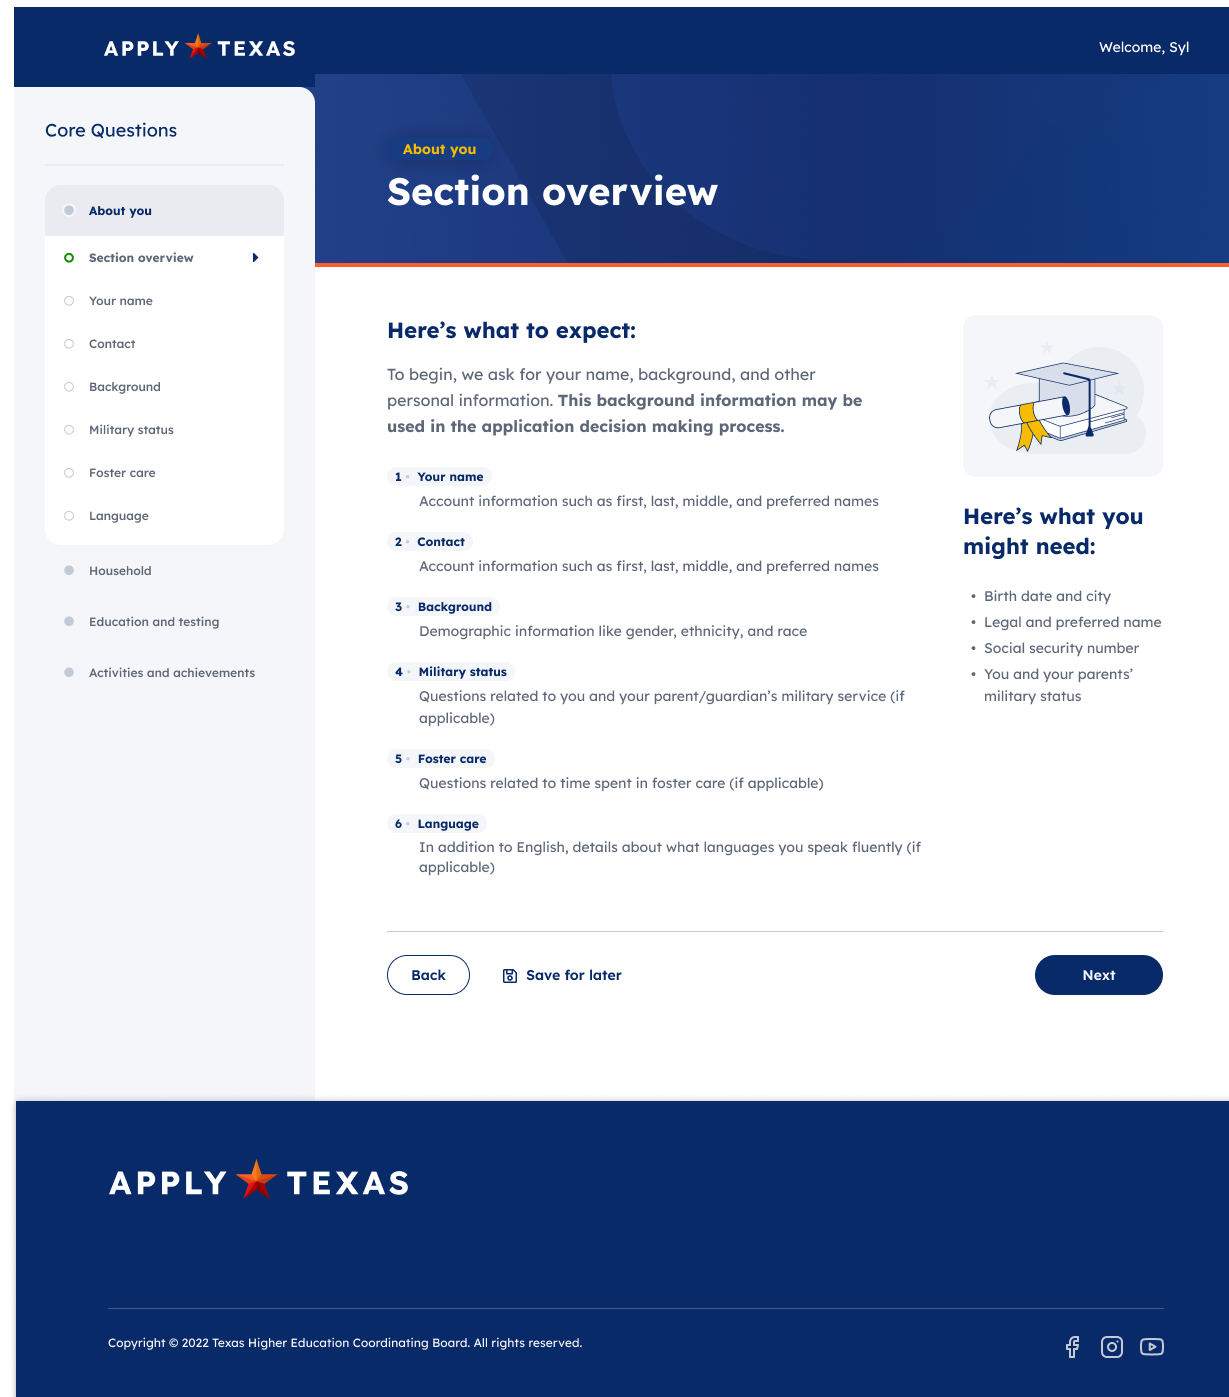 APPLY TEXAS
Welcome, Syl
Core Questions
About you
Section overview
Your name
Contact
Background
Military status
Foster care
Language
Household
Education and testing
Activities and achievements
About you
Section overview
Here’s what to expect:
To begin, we ask for your name, background, and other
personal information. This background information may be
used in the application decision making process.
1 • Your name
Account information such as first, last, middle, and preferred names
2 • Contact
Account information such as first, last, middle, and preferred names
3 • Background
Demographic information like gender, ethnicity, and race
4 • Military status
Questions related to you and your parent/guardian’s military service (if
applicable)
5 • Foster care
Questions related to time spent in foster care (if applicable)
6 • Language
In addition to English, details about what languages you speak fluently (if
applicable)
Here’s what you
might need:
• Birth date and city
• Legal and preferred name
• Social security number
• You and your parents’
military status
Back
Save for later
Next
APPLY TEXAS
Copyright © 2022 Texas Higher Education Coordinating Board. All rights reserved.